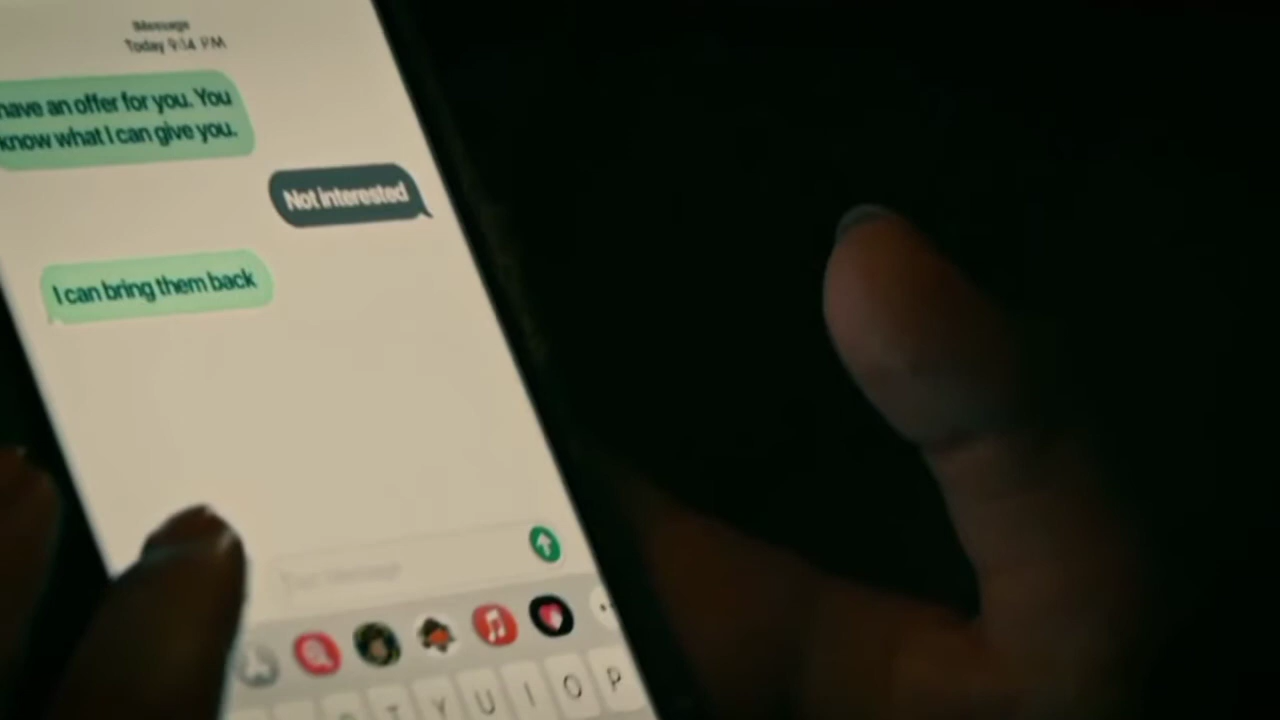 iMessage
Today 9:14 PM
have an offer for you. You
know what I can give you.
Not interested
I can bring them back
Y U I O P